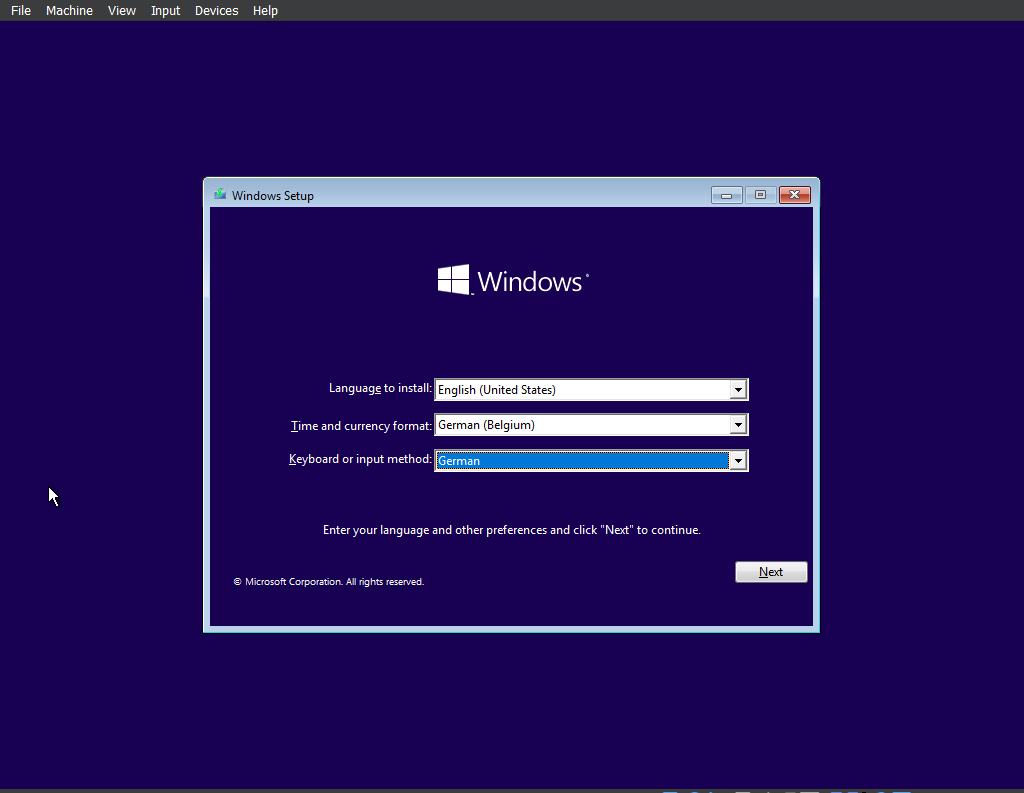 File Machine View Input Devices Help
Windows Setup
Windows®
Language to install: English (United States)
Time and currency format: German (Belgium)
Keyboard or input method: German
Enter your language and other preferences and click "Next" to continue.
Next
© Microsoft Corporation. All rights reserved.